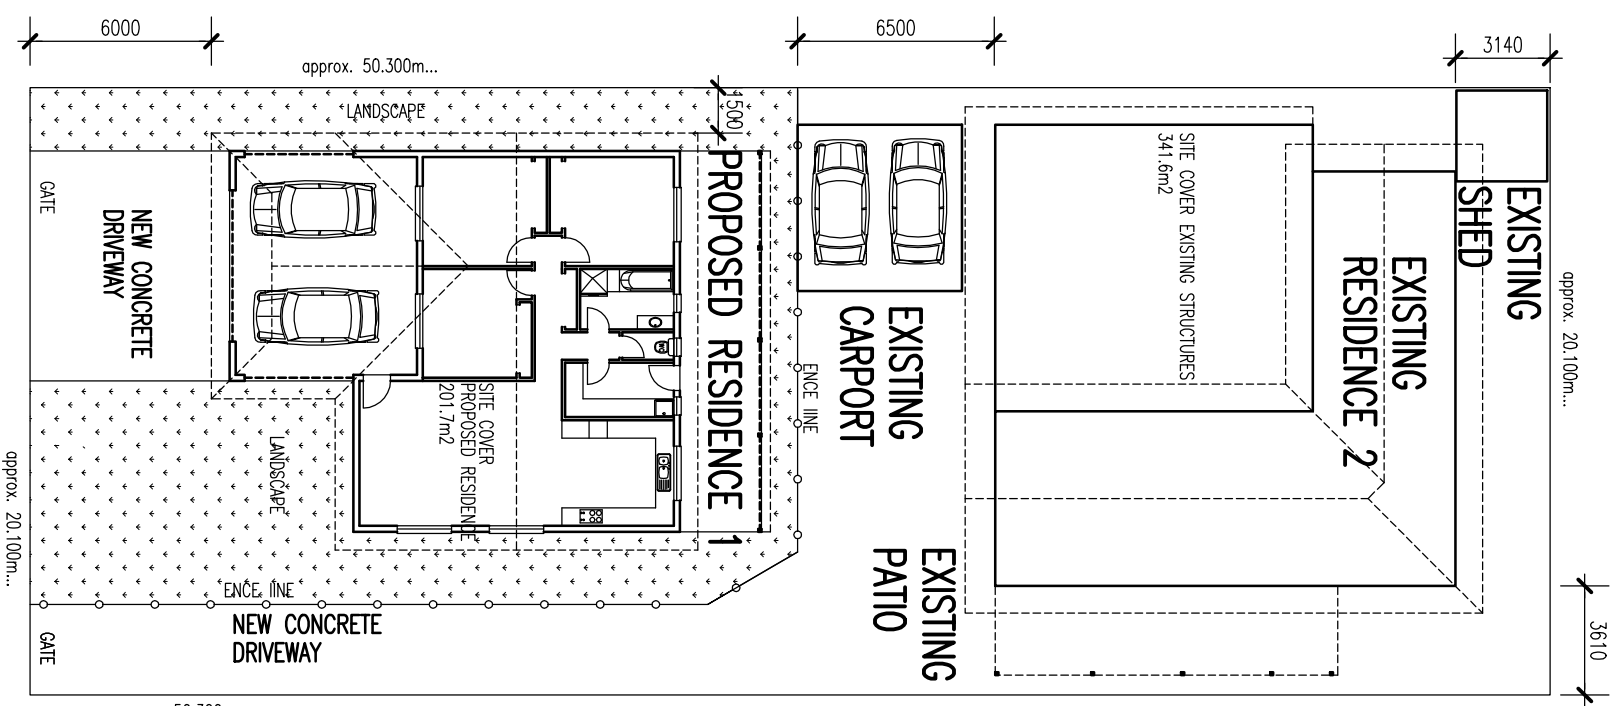 6000
6500
3140
approx. 50.300m...
LANDSCAPE
1500
GATE
NEW CONCRETE
DRIVEWAY
PROPOSED RESIDENCE 1
SITE COVER
PROPOSED RESIDENCE
201.7m2
LANDSCAPE
ENCE lINE
EXISTING
CARPORT
SITE COVER EXISTING STRUCTURES
341.6m2
EXISTING
RESIDENCE 2
EXISTING
SHED
approx. 20.100m...
approx. 20.100m...
ENCE lINE
NEW CONCRETE
DRIVEWAY
GATE
EXISTING
PATIO
3610